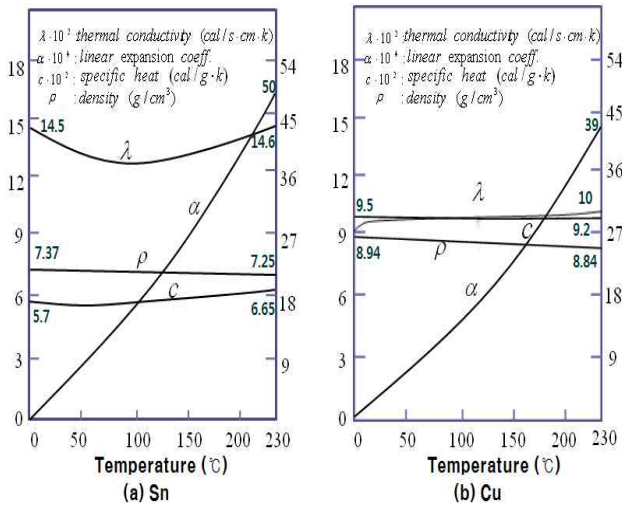 λ·10² thermal conductivity (cal/s·cm·k)
α·10⁴ : linear expansion coeff.
c·10² : specific heat (cal/g·k)
ρ : density (g/cm³)
18
15
12
9
6
3
0
54
45
36
27
18
9
50
14.5
14.6
λ
α
7.37
ρ
7.25
c
5.7
6.65
0 50 100 150 200 230
Temperature (℃)
(a) Sn
λ·10² thermal conductivity (cal/s·cm·k)
α·10⁴ : linear expansion coeff.
c·10² : specific heat (cal/g·k)
ρ : density (g/cm³)
18
15
12
9
6
3
0
54
45
36
27
18
9
39
λ
9.5
10
C
9.2
8.94
ρ
8.84
α
0 50 100 150 200 230
Temperature (℃)
(b) Cu